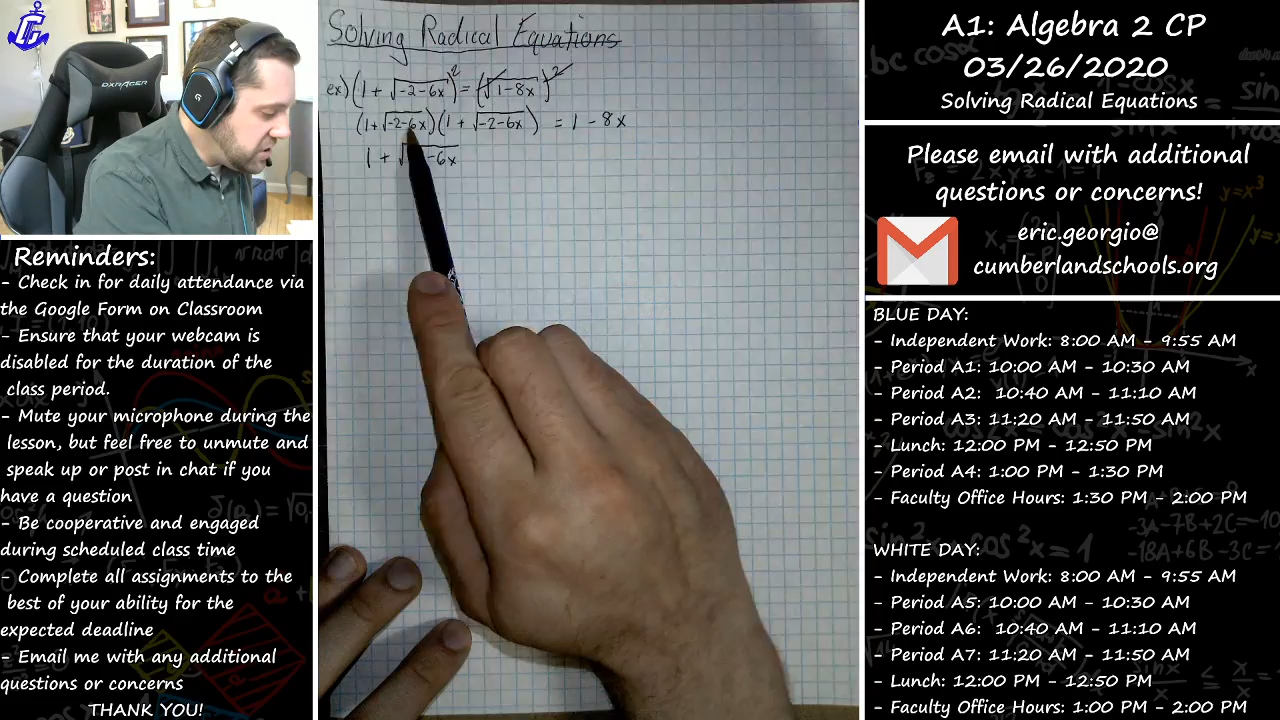 Solving Radical Equations
ex) (1 + √-2-6x)² = (√1-8x)²
(1+√-2-6x)(1 + √-2-6x) = 1 - 8x
1 + √ -6x
DXRACER
G
Reminders:
- Check in for daily attendance via
the Google Form on Classroom
- Ensure that your webcam is
disabled for the duration of the
class period.
- Mute your microphone during the
lesson, but feel free to unmute and
speak up or post in chat if you
have a question
- Be cooperative and engaged
during scheduled class time
- Complete all assignments to the
best of your ability for the
expected deadline
- Email me with any additional
questions or concerns
THANK YOU!
A1: Algebra 2 CP
03/26/2020
Solving Radical Equations
Please email with additional
questions or concerns!
eric.georgio@
cumberlandschools.org
BLUE DAY:
- Independent Work: 8:00 AM - 9:55 AM
- Period A1: 10:00 AM - 10:30 AM
- Period A2: 10:40 AM - 11:10 AM
- Period A3: 11:20 AM - 11:50 AM
- Lunch: 12:00 PM - 12:50 PM
- Period A4: 1:00 PM - 1:30 PM
- Faculty Office Hours: 1:30 PM - 2:00 PM
WHITE DAY:
- Independent Work: 8:00 AM - 9:55 AM
- Period A5: 10:00 AM - 10:30 AM
- Period A6: 10:40 AM - 11:10 AM
- Period A7: 11:20 AM - 11:50 AM
- Lunch: 12:00 PM - 12:50 PM
- Faculty Office Hours: 1:00 PM - 2:00 PM